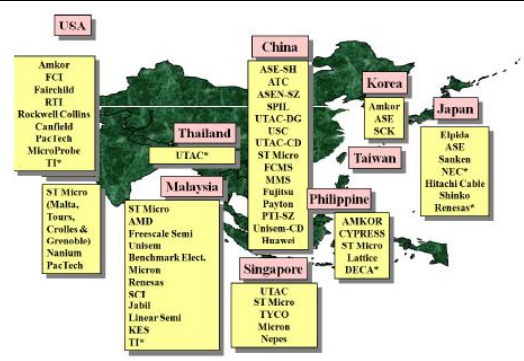 USA
Amkor
FCI
Fairchild
RTI
Rockwell Collins
Canfield
PacTech
MicroProbe
TI*
ST Micro
(Malta,
Tours,
Crolles &
Grenoble)
Nanium
PacTech
Thailand
UTAC*
Malaysia
ST Micro
AMD
Freescale Semi
Unisem
Benchmark Elect.
Micron
Renesas
SCI
Jabil
Linear Semi
KES
TI*
China
ASE-SH
ATC
ASEN-SZ
SPIL
UTAC-DG
USC
UTAC-CD
ST Micro
FCMS
MMS
Fujitsu
Payton
PTI-SZ
Unisem-CD
Huawei
Singapore
UTAC
ST Micro
TYCO
Micron
Nepes
Korea
Amkor
ASE
SCK
Taiwan
Philippine
AMKOR
CYPRESS
ST Micro
Lattice
DECA*
Japan
Elpida
ASE
Sanken
NEC*
Hitachi Cable
Shinko
Renesas*